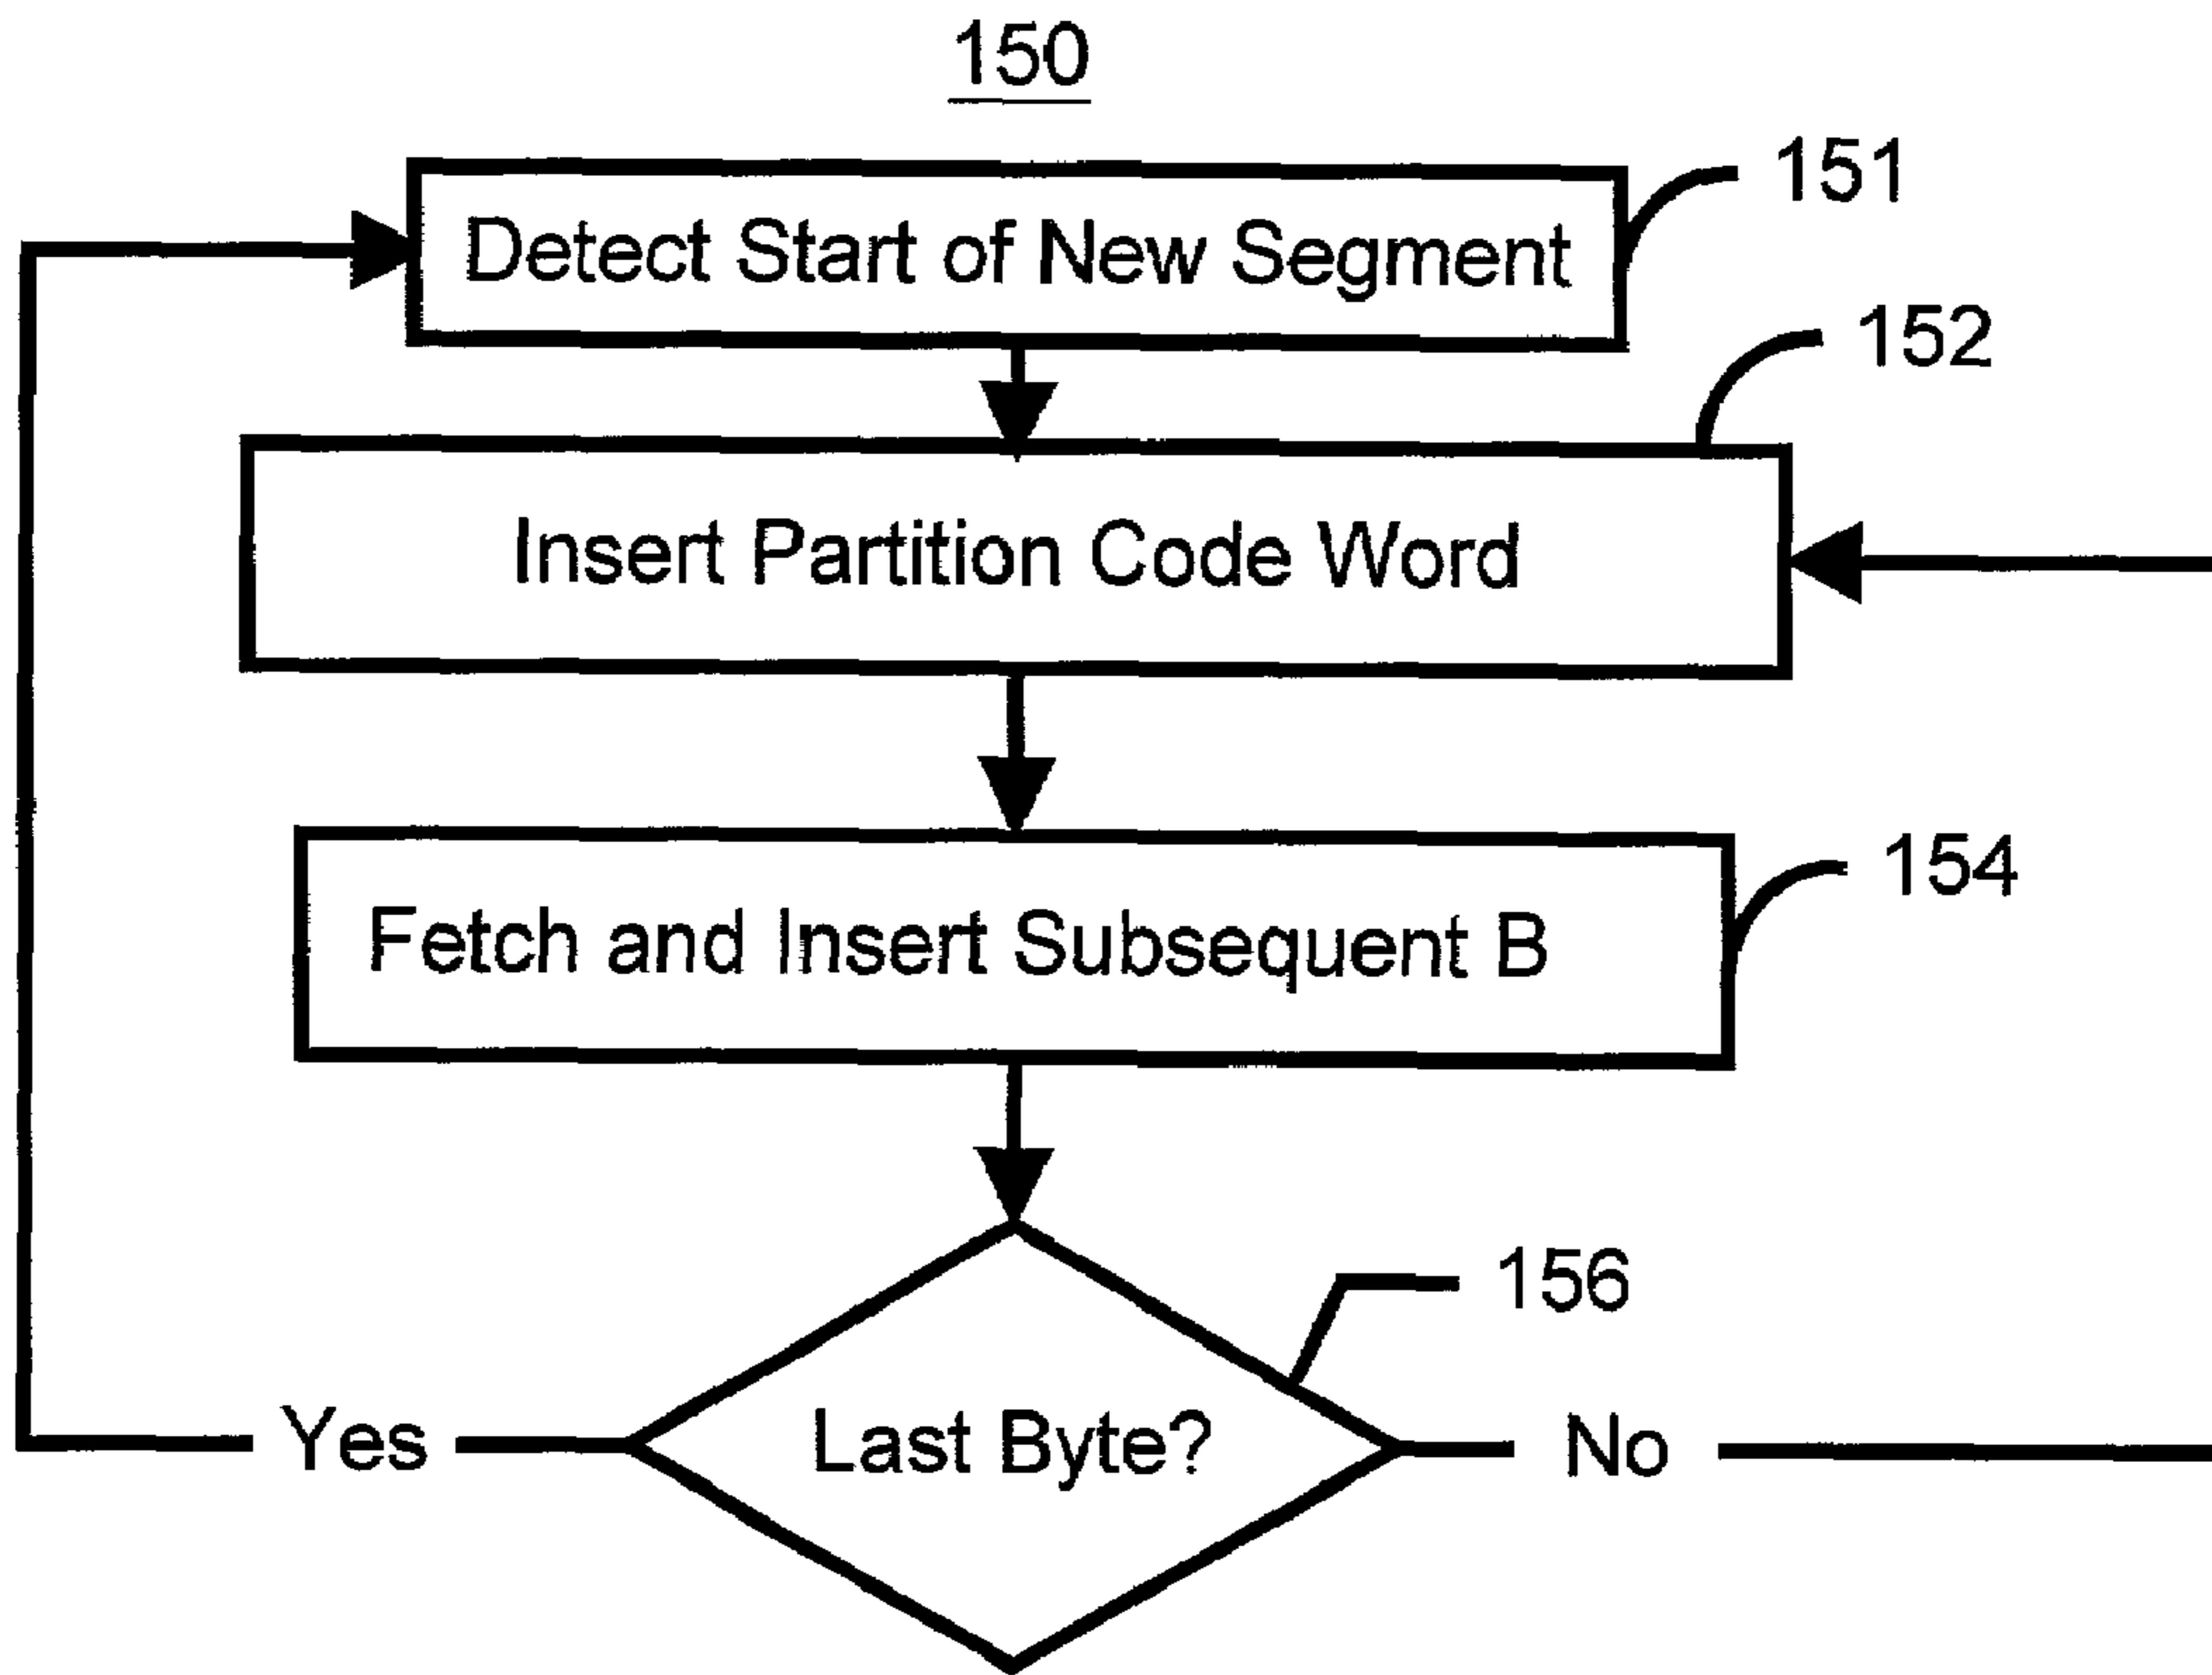 150
Detect Start of New Segment
151
152
Insert Partition Code Word
Fetch and Insert Subsequent B
154
156
Yes
Last Byte?
No